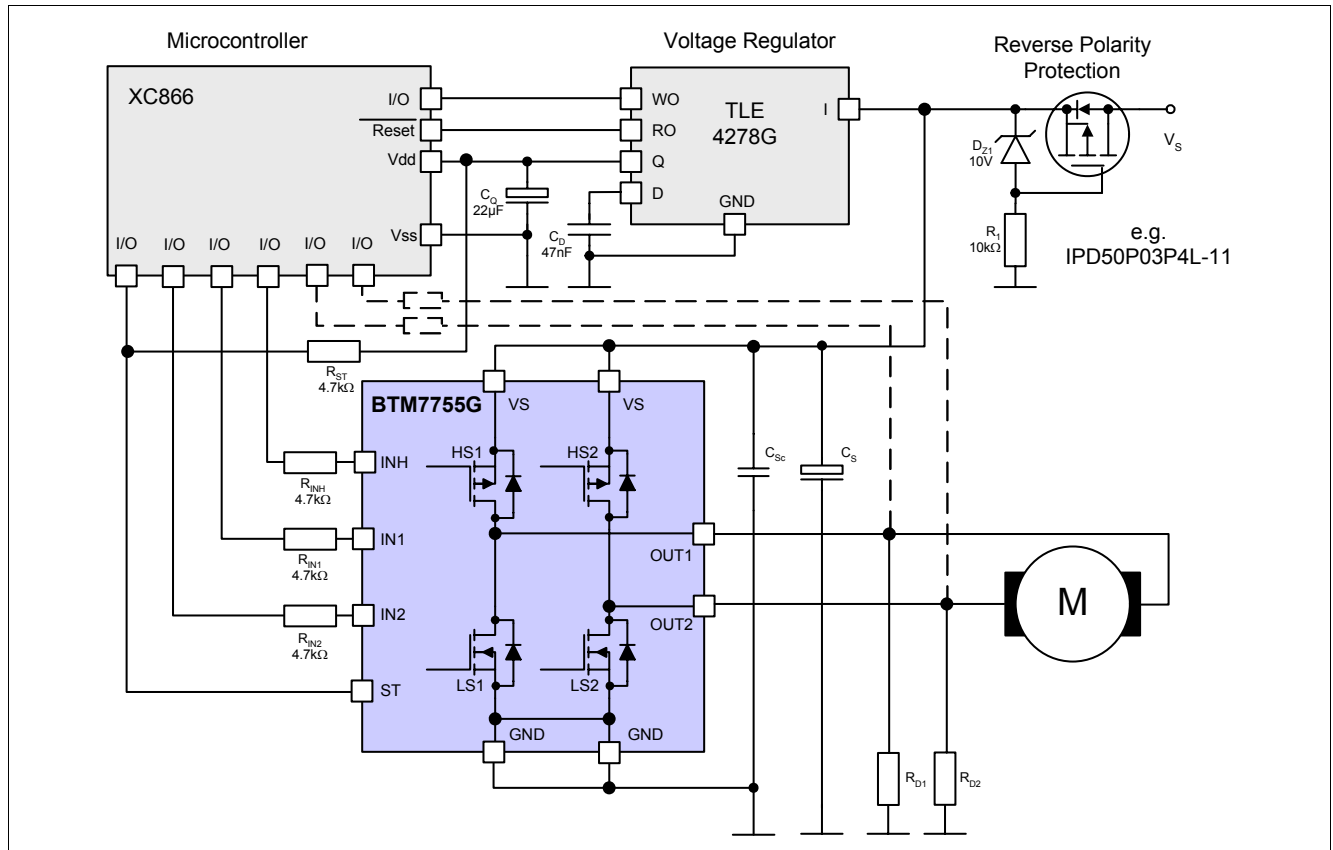 Microcontroller
Voltage Regulator
Reverse Polarity
Protection
XC866
I/O
Reset
Vdd
Vss
I/O
I/O
I/O
I/O
I/O
I/O
WO
RO
Q
D
TLE
4278G
I
GND
C_Q
22µF
C_D
47nF
D_Z1
10V
V_S
R_1
10kΩ
e.g.
IPD50P03P4L-11
R_ST
4.7kΩ
BTM7755G
VS
VS
INH
HS1
HS2
R_INH
4.7kΩ
IN1
R_IN1
4.7kΩ
IN2
R_IN2
4.7kΩ
ST
OUT1
OUT2
LS1
LS2
GND
GND
C_Sc
C_S
M
R_D1
R_D2